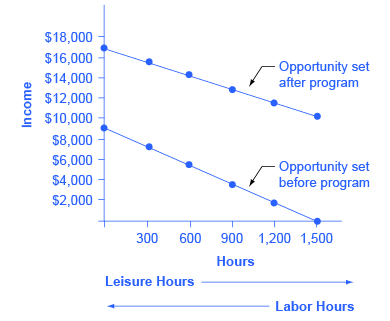 $18,000
$16,000
$14,000
$12,000
$10,000
$8,000
$6,000
$4,000
$2,000
Income
Opportunity set
after program
Opportunity set
before program
300 600 900 1,200 1,500
Hours
Leisure Hours
Labor Hours